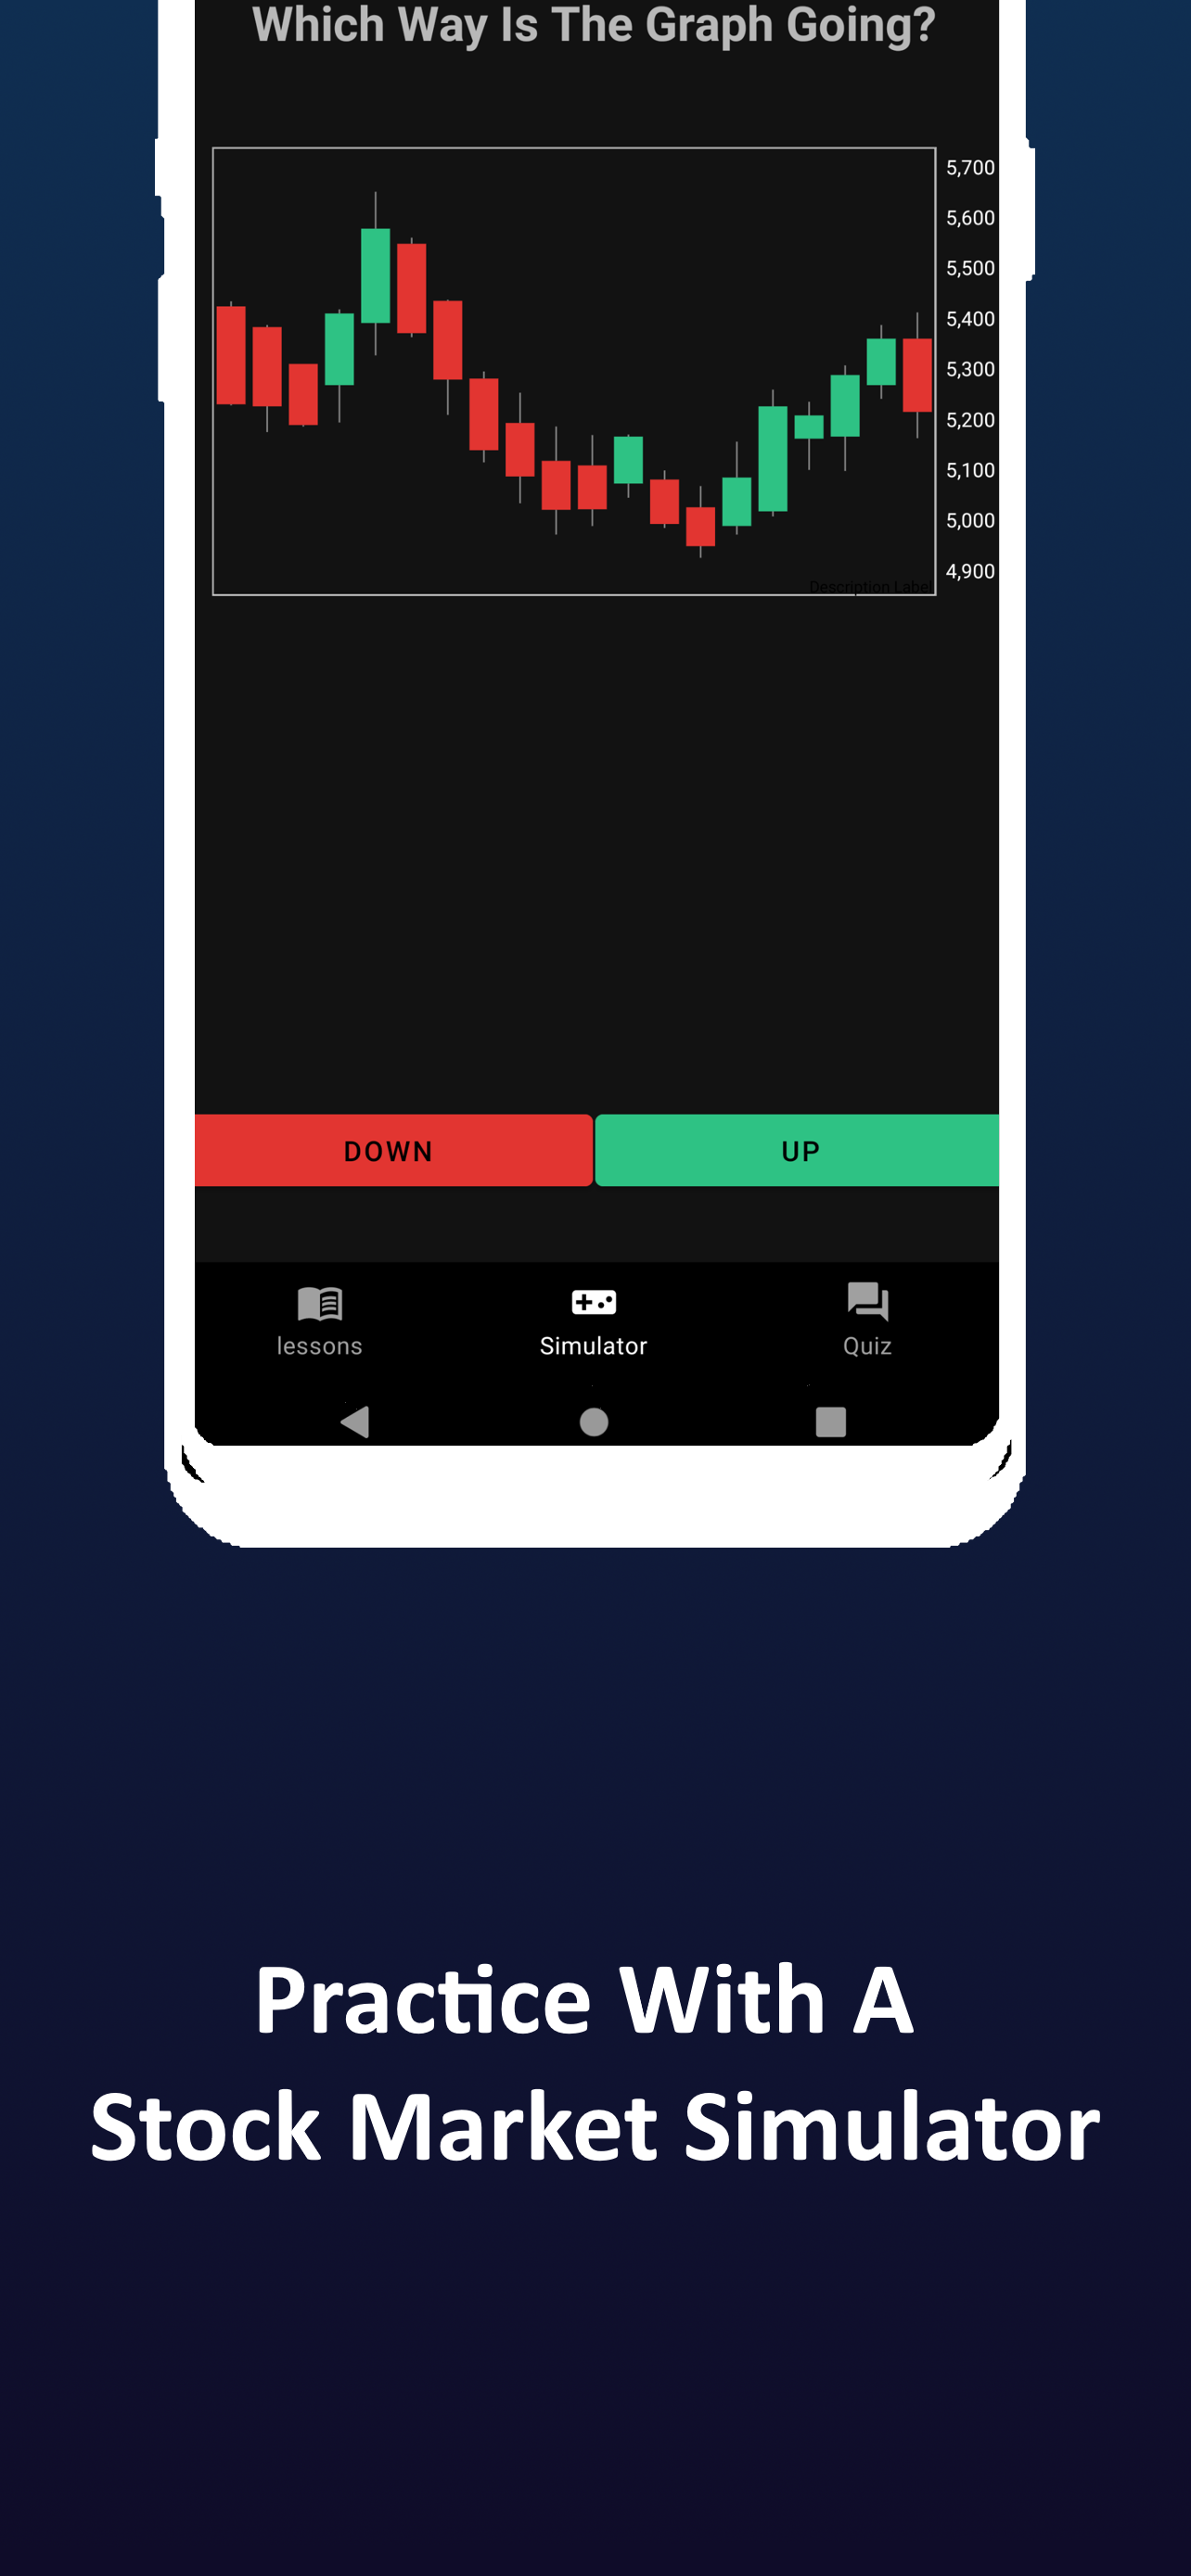 Which Way Is The Graph Going?
5,700
5,600
5,500
5,400
5,300
5,200
5,100
5,000
4,900
Description Label
DOWN
UP
lessons
Simulator
Quiz
Practice With A
Stock Market Simulator